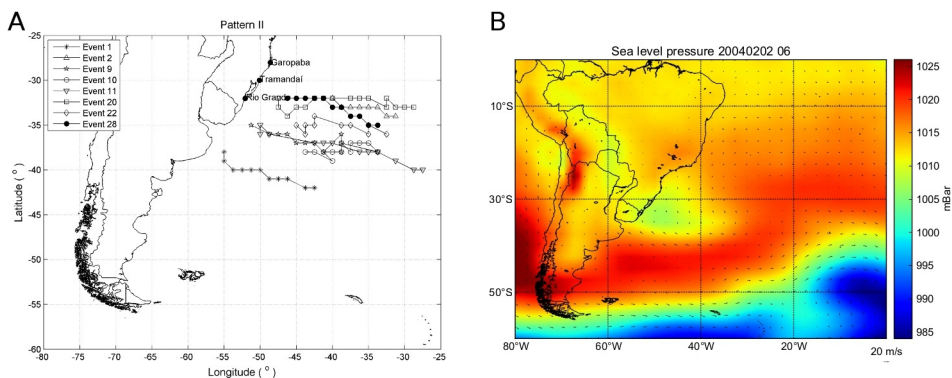 A
Pattern II
Event 1
Event 2
Event 9
Event 10
Event 11
Event 20
Event 22
Event 28
Garopaba
Tramandaí
Rio Grand
-25
-30
-35
-40
-45
-50
-55
-60
Latitude ( ° )
-80 -75 -70 -65 -60 -55 -50 -45 -40 -35 -30 -25
Longitude ( ° )
B
Sea level pressure 20040202 06
10°S
30°S
50°S
80°W 60°W 40°W 20°W 20 m/s
1025
1020
1015
1010
1005
1000
995
990
985
mBar